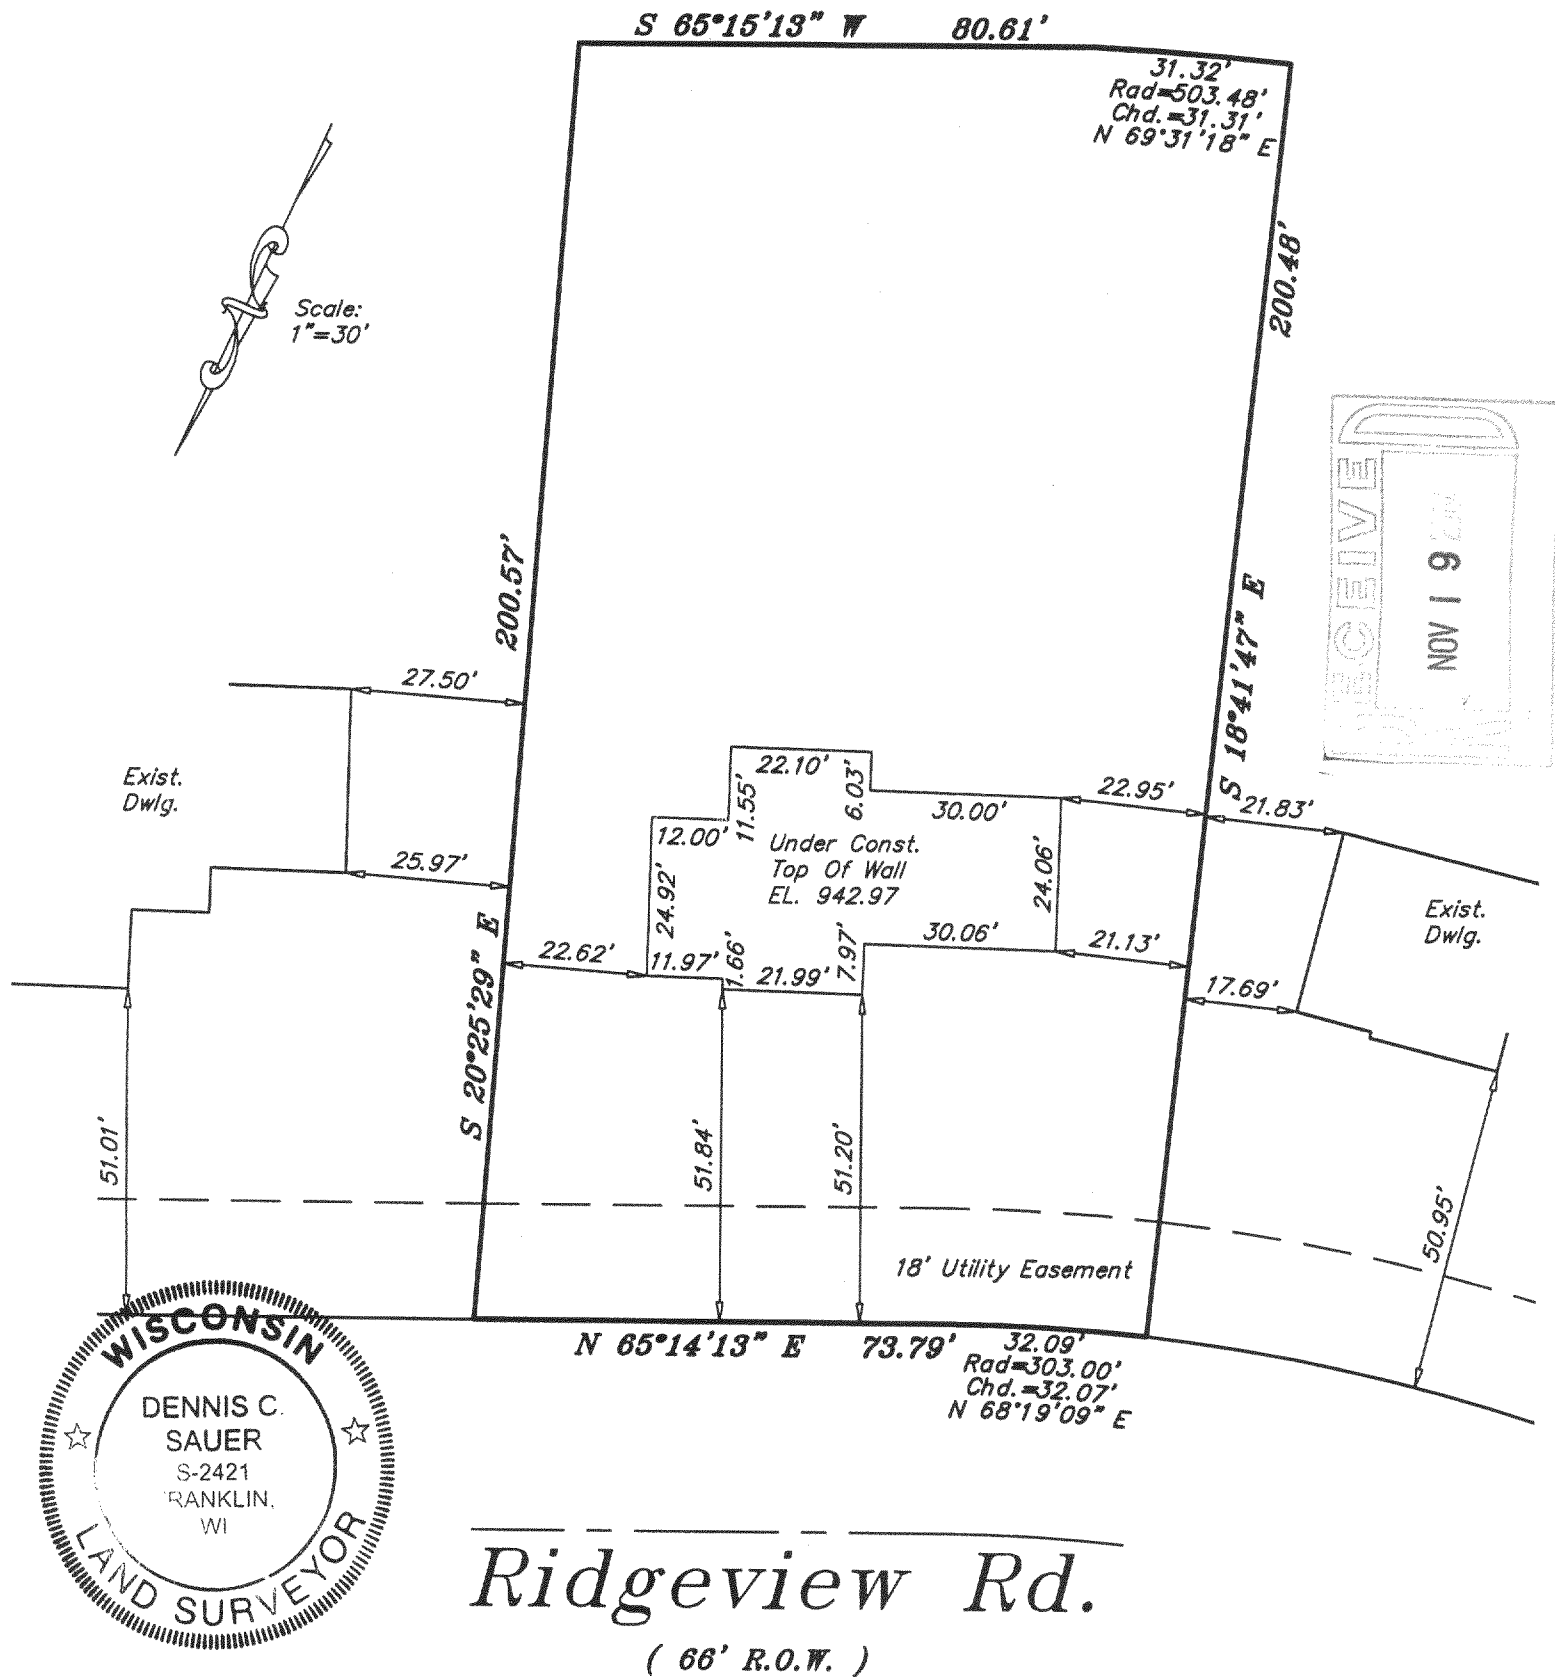 S 65°15'13" W 80.61'
31.32'
Rad=503.48'
Chd.=31.31'
N 69°31'18" E
Scale:
1"=30'
200.48'
CEIVE
NOV 19
200.57'
S 18°41'47" E
27.50'
Exist.
Dwlg.
22.10'
6.03'
11.55'
22.95'
21.83'
30.00'
12.00'
Under Const.
Top Of Wall
EL. 942.97
25.97'
24.92'
24.06'
Exist.
Dwlg.
30.06'
21.13'
22.62'
11.97'
1.66'
21.99'
7.97'
17.69'
S 20°25'29" E
51.01'
51.84'
51.20'
50.95'
18' Utility Easement
N 65°14'13" E 73.79'
32.09'
Rad=303.00'
Chd.=32.07'
N 68°19'09" E
WISCONSIN
DENNIS C.
SAUER
S-2421
RANKLIN,
WI
LAND SURVEYOR
Ridgeview Rd.
( 66' R.O.W. )